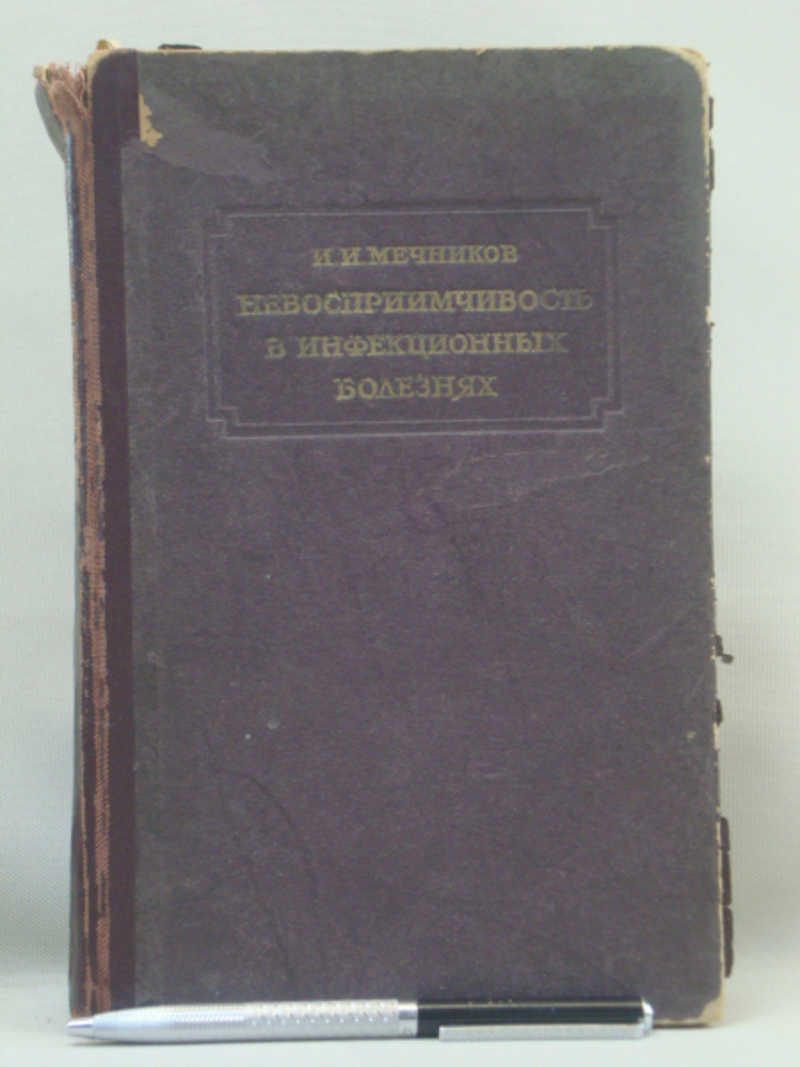 И И МЕЧНИКОВ
НЕВОСПРИИМЧИВОСТЬ
В ИНФЕКЦИОННЫХ
БОЛЕЗНЯХ